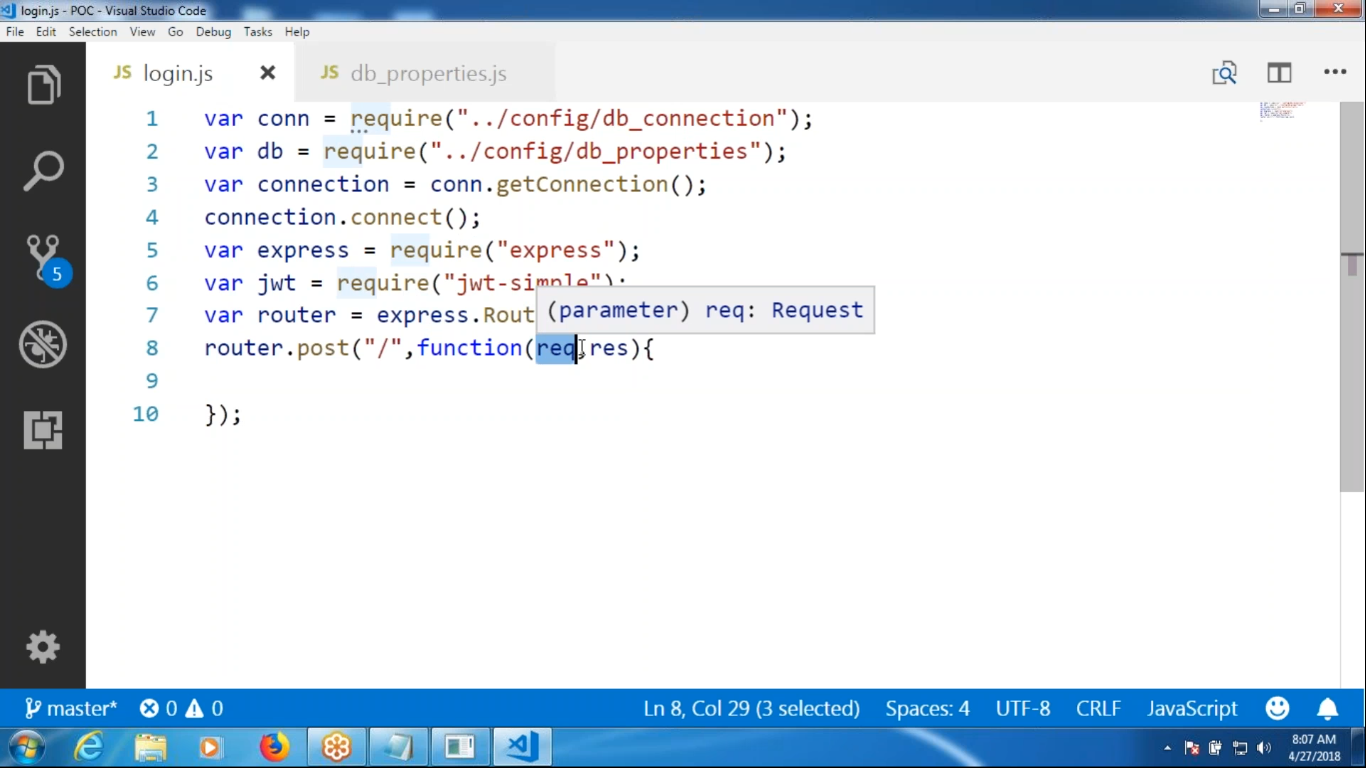 login.js - POC - Visual Studio Code
File Edit Selection View Go Debug Tasks Help
JS login.js JS db_properties.js
1 var conn = require("../config/db_connection");
2 var db = require("../config/db_properties");
3 var connection = conn.getConnection();
4 connection.connect();
5 var express = require("express");
6 var jwt = require("jwt-simple");
(parameter) req: Request
7 var router = express.Rout
8 router.post("/",function(req,res){
9
10 });
5
master* 0 0 Ln 8, Col 29 (3 selected) Spaces: 4 UTF-8 CRLF JavaScript
8:07 AM
4/27/2018